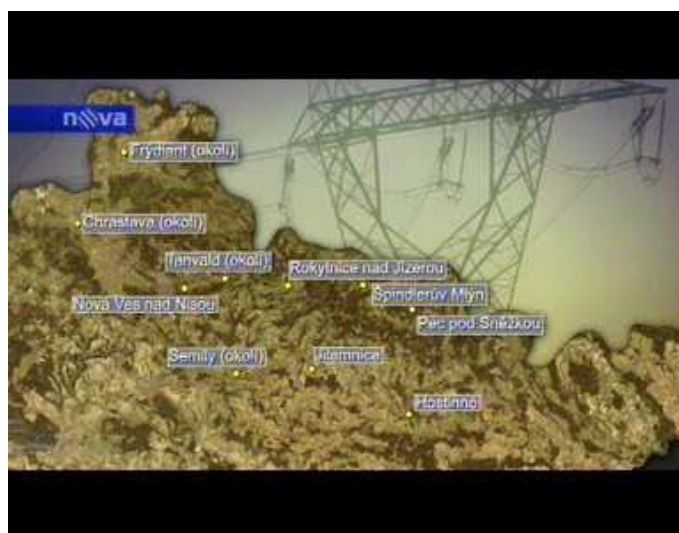 nova
Frýdlant (okolí)
Chrastava (okolí)
Tanvald (okolí)
Rokytnice nad Jizerou
Nová Ves nad Nisou
Špindlerův Mlýn
Pec pod Sněžkou
Semily (okolí)
Jilemnice
Hostinné